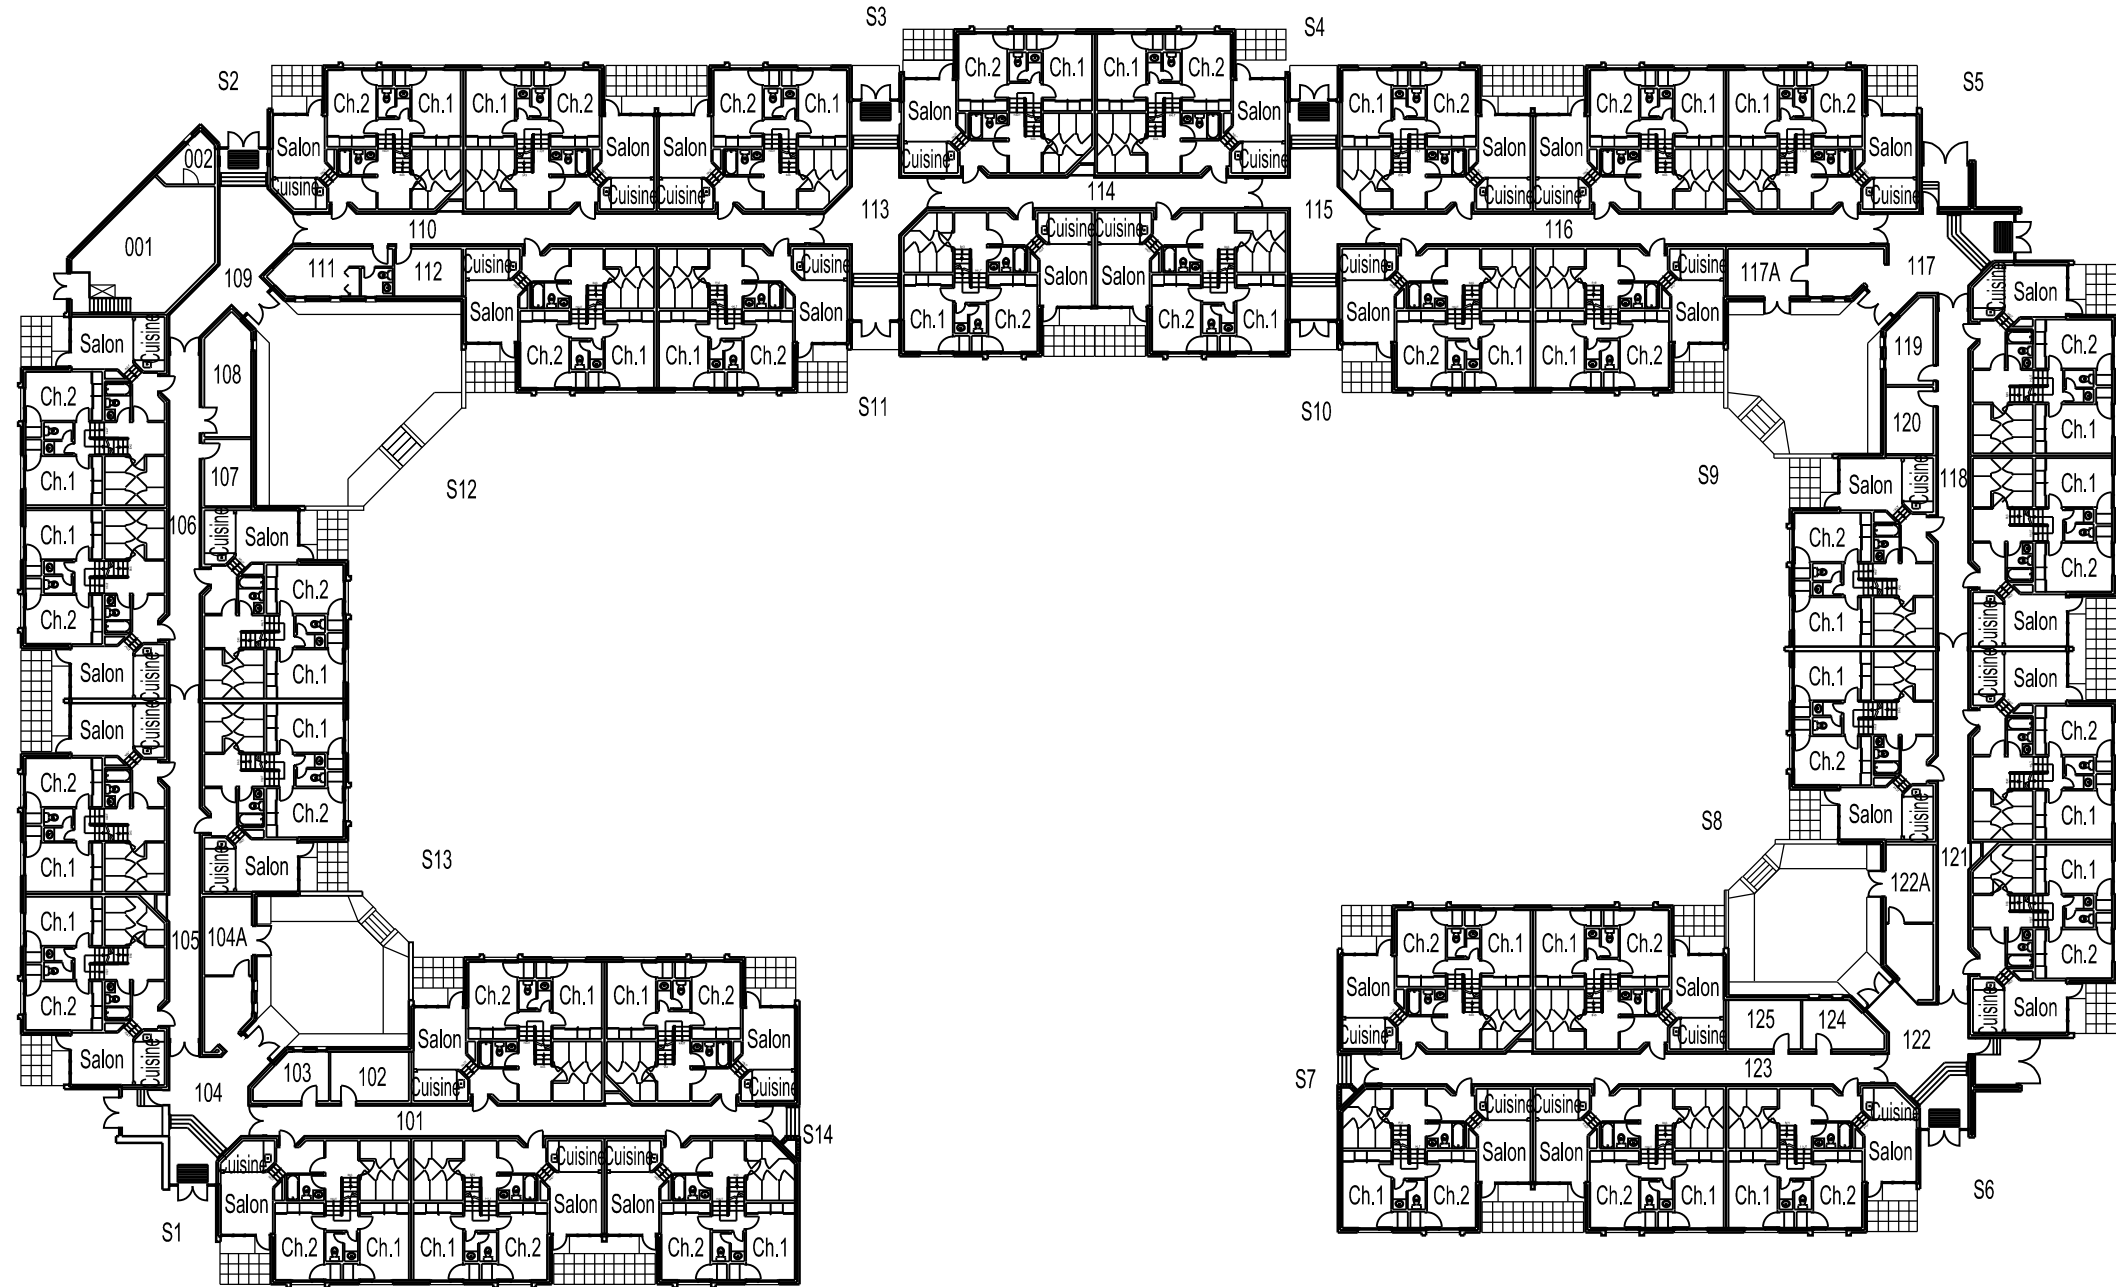 S3
S4
S2
S5
Ch.2 Ch.1 Ch.1 Ch.2
Ch.2 Ch.1 Ch.1 Ch.2 Ch.2 Ch.1
Ch.1 Ch.2 Ch.2 Ch.1 Ch.1 Ch.2
Salon Salon
002 Salon Salon Salon Salon Salon Salon
Cuisine Cuisine
Cuisine Cuisine Cuisine Cuisine Cuisine Cuisine
113 114 115
110 116
Cuisine Cuisine
001
109 111 112 Cuisine Cuisine Salon Salon Cuisine Cuisine 117A 117
Salon Salon Salon Salon
Cuisine Salon
Ch.1 Ch.2 Ch.2 Ch.1
Salon Cuisine 119 Ch.2
Ch.2 Ch.1 Ch.1 Ch.2 Ch.2 Ch.1 Ch.1 Ch.2
108
Ch.2
S11 S10
120 Ch.1
107 Ch.1
S12 S9 Salon Cuisine 118 Ch.1
106
Ch.1 Cuisine Salon Ch.2 Ch.2
Ch.2 Ch.2 Ch.1 Cuisine Salon
Salon Cuisine Ch.1 Ch.1 Cuisine Salon
Salon Cuisine Ch.1 Ch.2
Ch.2 Ch.2 Ch.2
Salon Cuisine Ch.1
S8
Ch.1 Cuisine Salon
S13 121 Ch.1
122A
Ch.1 105 104A Ch.2
Ch.2 Ch.1 Ch.1 Ch.2
Ch.2 Ch.2 Ch.1 Ch.1 Ch.2
Salon Salon Cuisine Salon
Salon Cuisine Salon Salon
Cuisine Cuisine 125 124 122
103 102
104 Cuisine Cuisine
S7 123
101
S14
Cuisine Cuisine Cuisine
Cuisine Cuisine Cuisine
Salon Salon Salon
Salon Salon Salon
Ch.1 Ch.2 Ch.2 Ch.1 Ch.1 Ch.2
S6
S1
Ch.2 Ch.1 Ch.1 Ch.2 Ch.2 Ch.1